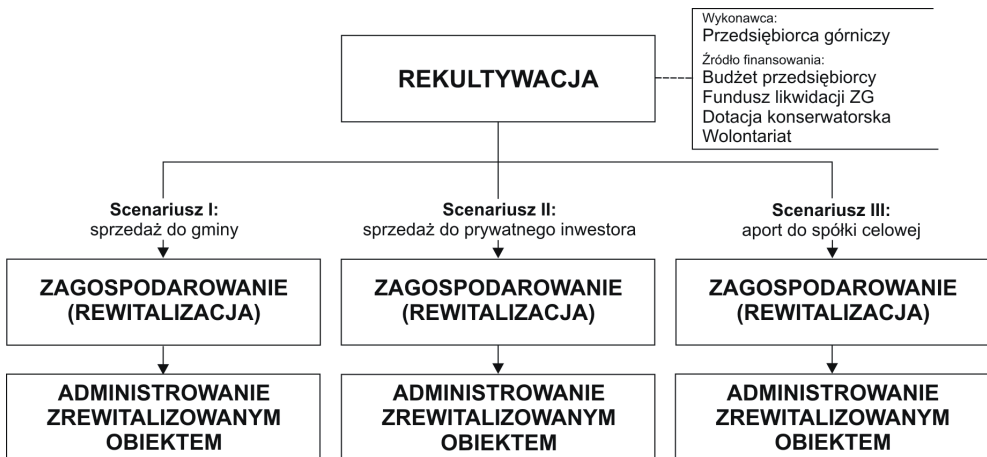 REKULTYWACJA
Wykonawca:
Przedsiębiorca górniczy
Źródło finansowania:
Budżet przedsiębiorcy
Fundusz likwidacji ZG
Dotacja konserwatorska
Wolontariat
Scenariusz I:
sprzedaż do gminy
Scenariusz II:
sprzedaż do prywatnego inwestora
Scenariusz III:
aport do spółki celowej
ZAGOSPODAROWANIE
(REWITALIZACJA)
ZAGOSPODAROWANIE
(REWITALIZACJA)
ZAGOSPODAROWANIE
(REWITALIZACJA)
ADMINISTROWANIE
ZREWITALIZOWANYM
OBIEKTEM
ADMINISTROWANIE
ZREWITALIZOWANYM
OBIEKTEM
ADMINISTROWANIE
ZREWITALIZOWANYM
OBIEKTEM